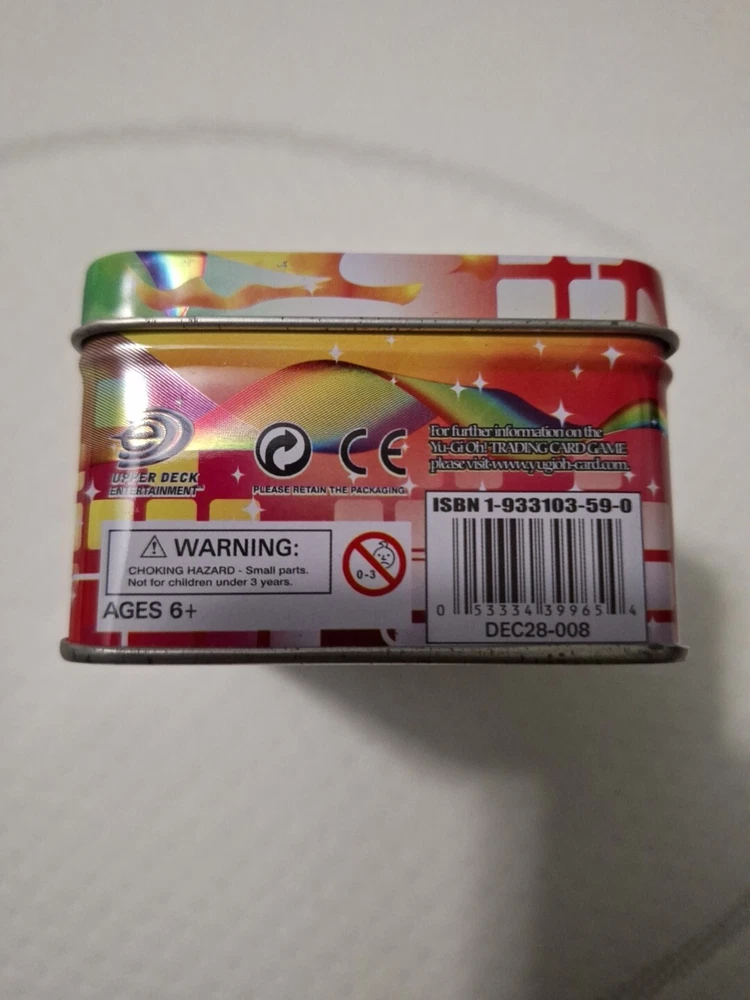 UPPER DECK
ENTERTAINMENT™
CE
PLEASE RETAIN THE PACKAGING.
For further information on the
Yu-Gi-Oh! TRADING CARD GAME
please visit www.yugioh-card.com.
WARNING:
CHOKING HAZARD - Small parts.
Not for children under 3 years.
0-3
AGES 6+
ISBN 1-933103-59-0
0 53334 39965 4
DEC28-008